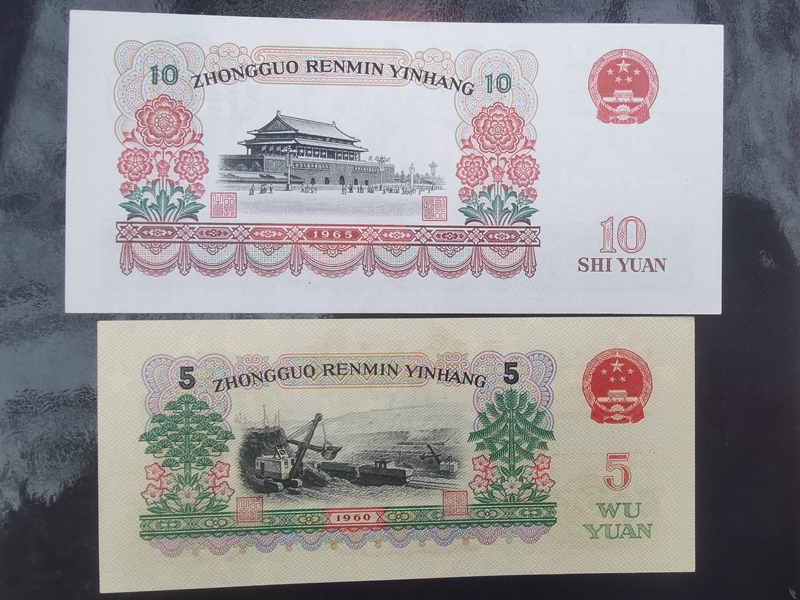 10 ZHONGGUO RENMIN YINHANG 10
1965
10
SHI YUAN
5 ZHONGGUO RENMIN YINHANG 5
1960
5
WU
YUAN